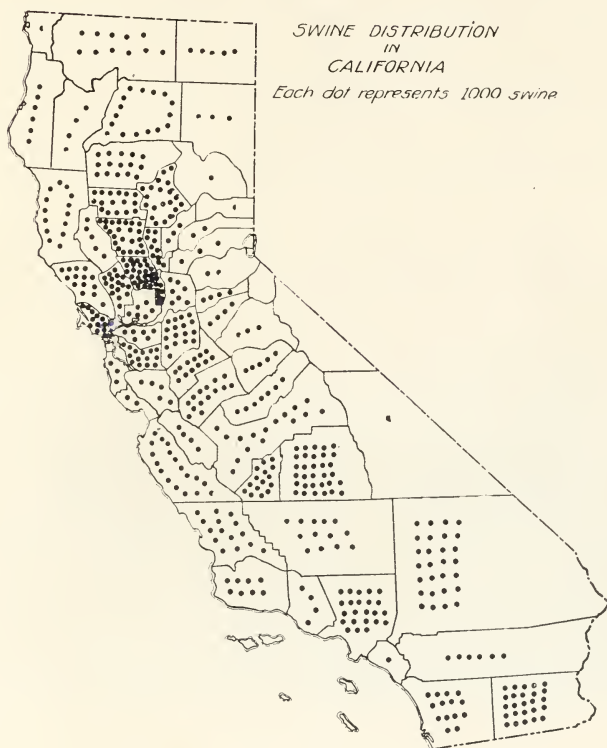 SWINE DISTRIBUTION
IN
CALIFORNIA
Each dot represents 1000 swine